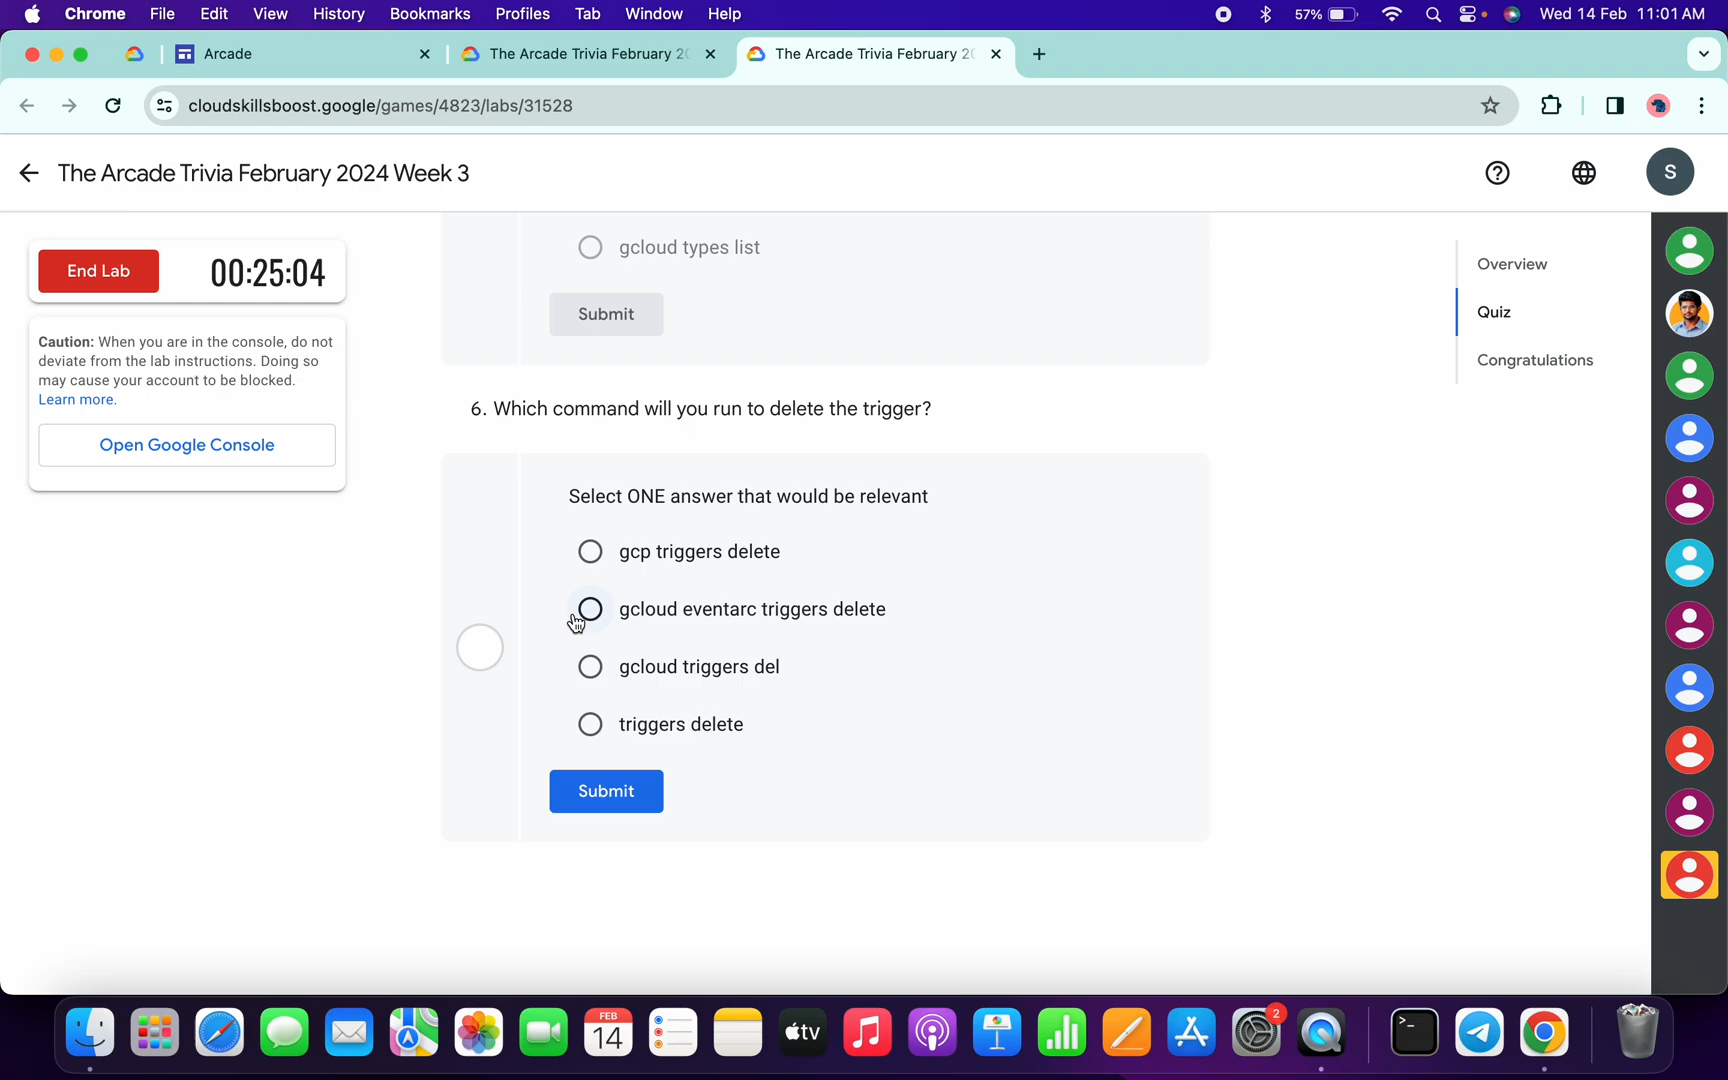 Chrome File Edit View History Bookmarks Profiles Tab Window Help 57% Wed 14 Feb 11:01 AM
Arcade The Arcade Trivia February 20 The Arcade Trivia February 20
cloudskillsboost.google/games/4823/labs/31528
The Arcade Trivia February 2024 Week 3
S
End Lab 00:25:04
Caution: When you are in the console, do not
deviate from the lab instructions. Doing so
may cause your account to be blocked.
Learn more.
Open Google Console
gcloud types list
Submit
6. Which command will you run to delete the trigger?
Select ONE answer that would be relevant
gcp triggers delete
gcloud eventarc triggers delete
gcloud triggers del
triggers delete
Submit
Overview
Quiz
Congratulations
FEB
14
tv
2
>_